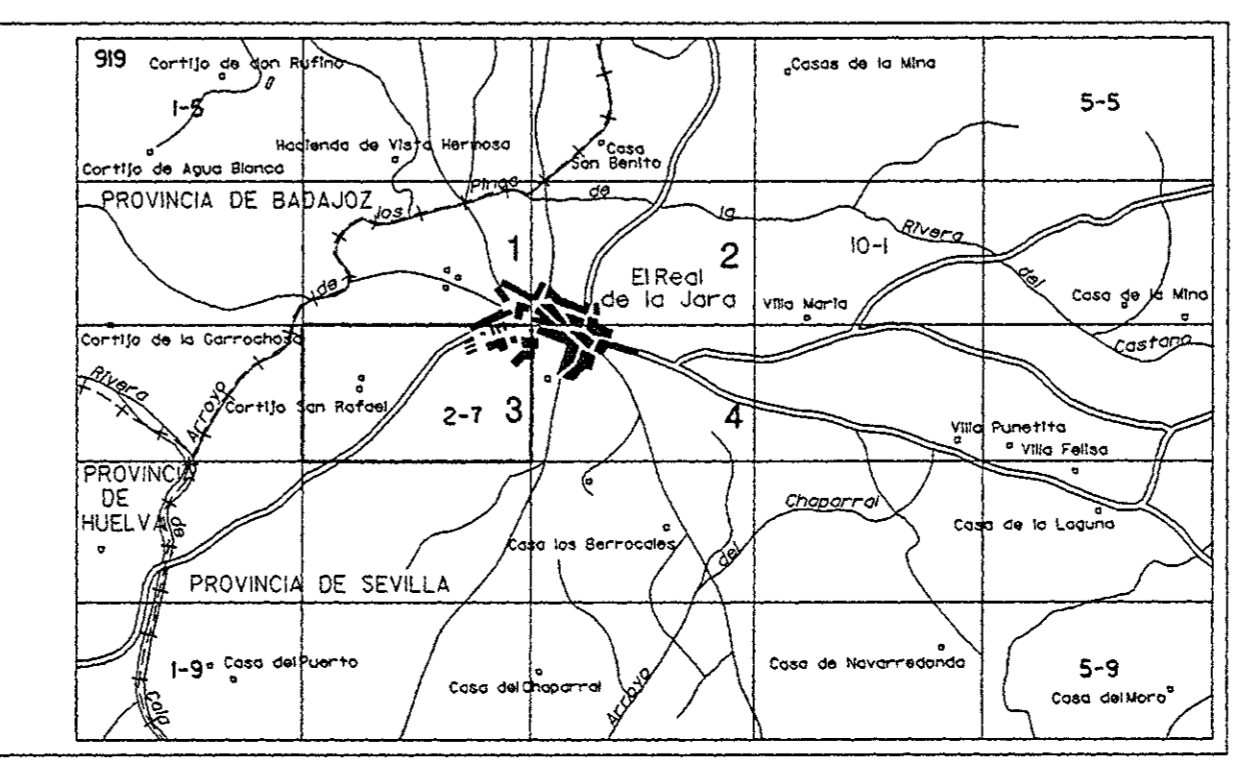 919
Cortijo de don Rufino
Casas de la Mina
1-5
5-5
Hacienda de Vista Hermosa
Casa
San Benito
Cortijo de Agua Blanca
PROVINCIA DE BADAJOZ
Arroyo de los Pinos de la
Rivera del Castano
1
2
10-1
El Real
de la Jara
Villa Maria
Casa de la Mina
Cortijo de la Garrochosa
Rivera de Cala
Cortijo San Rafael
2-7
3
4
Villa Punetita
Villa Felisa
PROVINCIA
DE
HUELVA
Arroyo del Chaparral
Casa de la Laguna
Casa los Berrocales
PROVINCIA DE SEVILLA
1-9
Casa del Puerto
Casa del Chaparral
Casa de Navarredonda
5-9
Casa del Moro